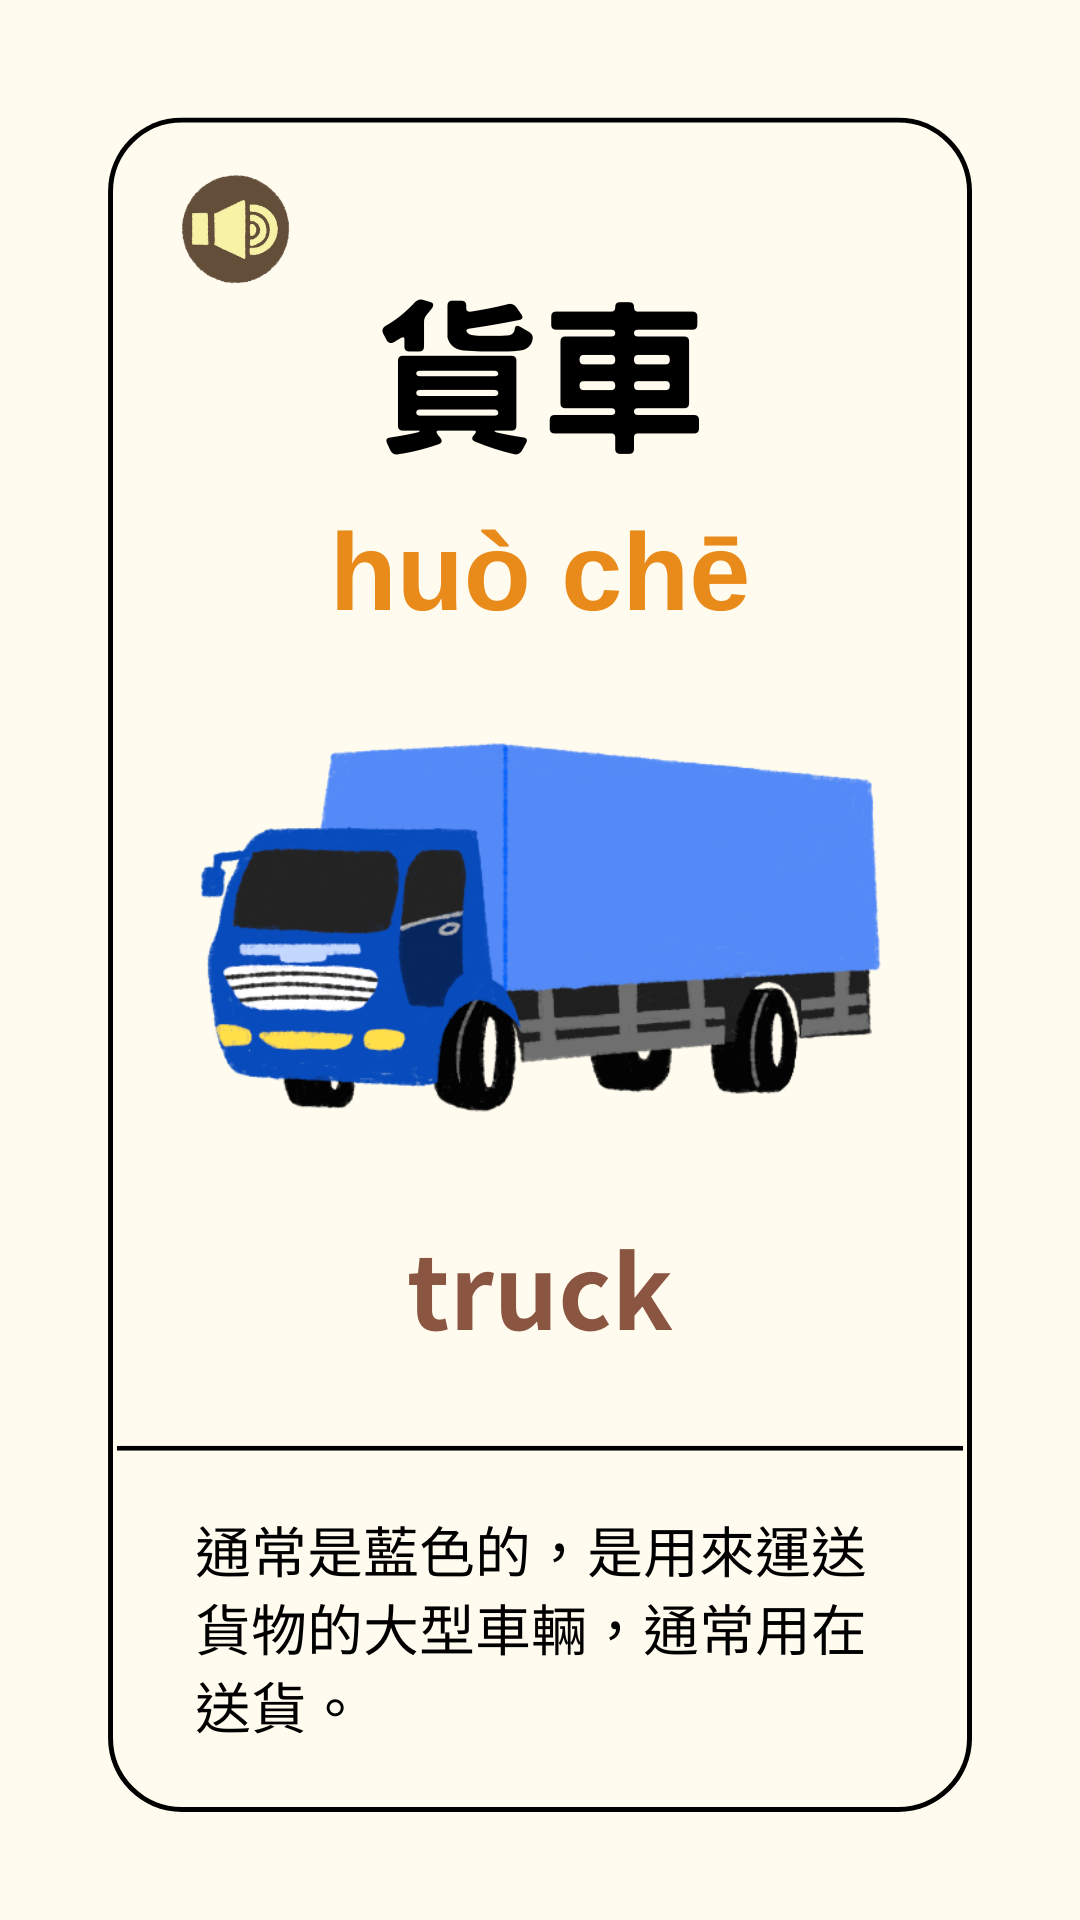 貨車
huò chē
truck
通常是藍色的，是用來運送
貨物的大型車輛，通常用在
送貨。